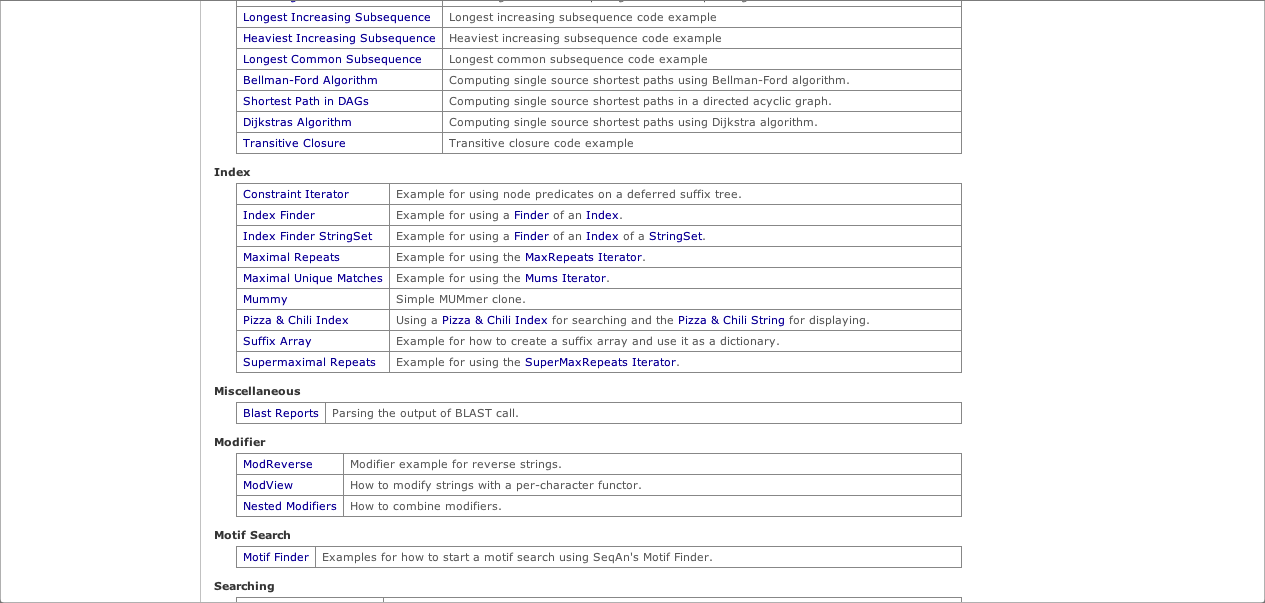 Longest Increasing Subsequence Longest increasing subsequence code example
Heaviest Increasing Subsequence Heaviest increasing subsequence code example
Longest Common Subsequence Longest common subsequence code example
Bellman-Ford Algorithm Computing single source shortest paths using Bellman-Ford algorithm.
Shortest Path in DAGs Computing single source shortest paths in a directed acyclic graph.
Dijkstras Algorithm Computing single source shortest paths using Dijkstra algorithm.
Transitive Closure Transitive closure code example
Index
Constraint Iterator Example for using node predicates on a deferred suffix tree.
Index Finder Example for using a Finder of an Index.
Index Finder StringSet Example for using a Finder of an Index of a StringSet.
Maximal Repeats Example for using the MaxRepeats Iterator.
Maximal Unique Matches Example for using the Mums Iterator.
Mummy Simple MUMmer clone.
Pizza & Chili Index Using a Pizza & Chili Index for searching and the Pizza & Chili String for displaying.
Suffix Array Example for how to create a suffix array and use it as a dictionary.
Supermaximal Repeats Example for using the SuperMaxRepeats Iterator.
Miscellaneous
Blast Reports Parsing the output of BLAST call.
Modifier
ModReverse Modifier example for reverse strings.
ModView How to modify strings with a per-character functor.
Nested Modifiers How to combine modifiers.
Motif Search
Motif Finder Examples for how to start a motif search using SeqAn's Motif Finder.
Searching